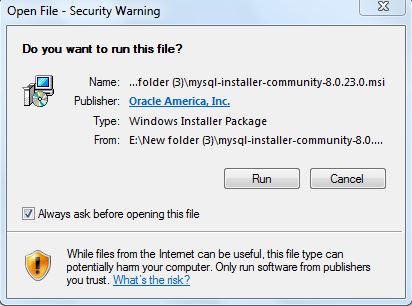 Open File - Security Warning
Do you want to run this file?
Name: ...folder (3)\mysql-installer-community-8.0.23.0.msi
Publisher: Oracle America, Inc.
Type: Windows Installer Package
From: E:\New folder (3)\mysql-installer-community-8.0....
Run Cancel
Always ask before opening this file
While files from the Internet can be useful, this file type can
potentially harm your computer. Only run software from publishers
you trust. What's the risk?